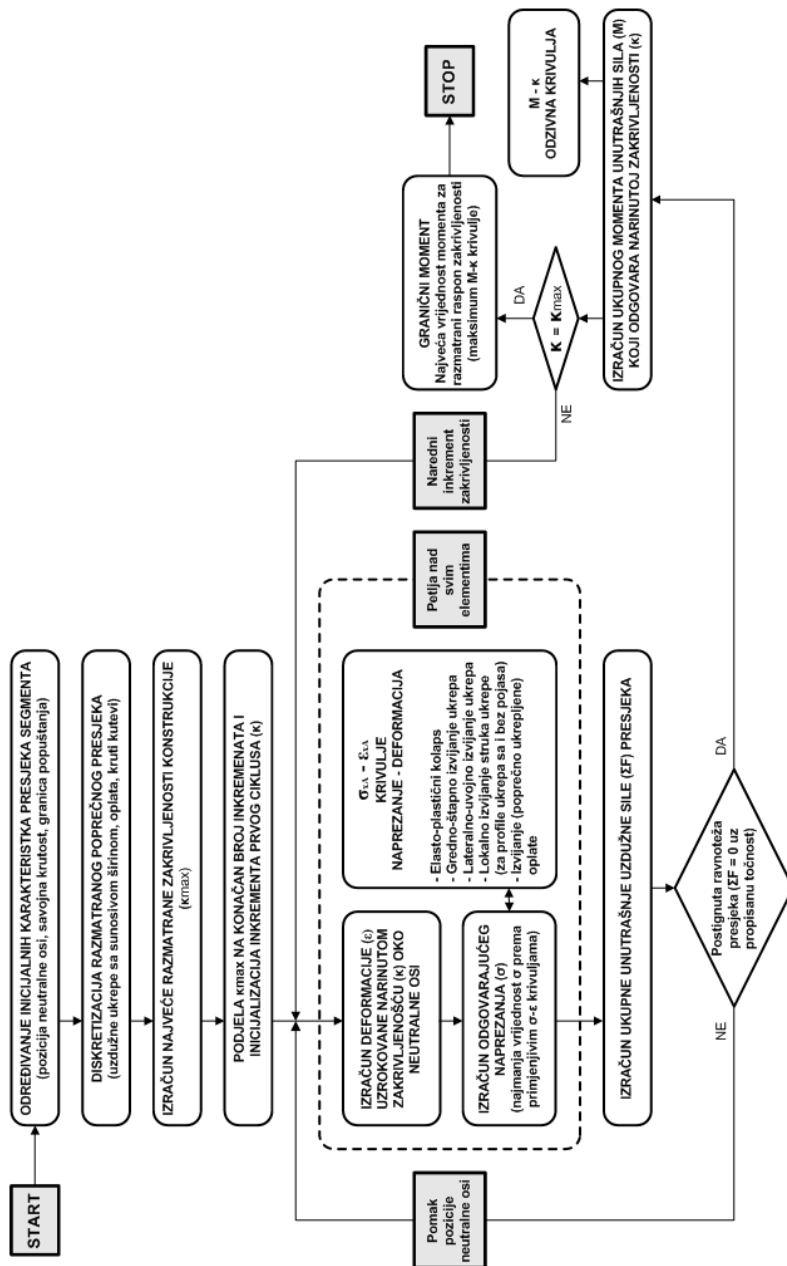 START
ODREĐIVANJE INICIJALNIH KARAKTERISTKA PRESJEKA SEGMENTA
(pozicija neutralne osi, savojna krutost, granica popuštanja)
DISKRETIZACIJA RAZMATRANOG POPREČNOG PRESJEKA
(uzdužne ukrepe sa sunosivom širinom, oplata, kruti kutevi)
IZRAČUN NAJVEĆE RAZMATRANE ZAKRIVLJENOSTI KONSTRUKCIJE
(κmax)
PODJELA κmax NA KONAČAN BROJ INKREMENATA I
INICIJALIZACIJA INKREMENTA PRVOG CIKLUSA (κ)
Pomak
pozicije
neutralne osi
IZRAČUN DEFORMACIJE (ε)
UZROKOVANE NARINUTOM
ZAKRIVLJENOŠĆU (κ) OKO
NEUTRALNE OSI
IZRAČUN ODGOVARAJUĆEG
NAPREZANJA (σ)
(najmanja vrijednost σ prema
primjenjivim σ-ε krivuljama)
σxA - εxA
KRIVULJE
NAPREZANJE - DEFORMACIJA
- Elasto-plastični kolaps
- Gredno-štapno izvijanje ukrepa
- Lateralno-uvojno izvijanje ukrepa
- Lokalno izvijanje struka ukrepe
(za profile ukrepa sa i bez pojasa)
- Izvijanje (poprečno ukrepljene)
oplate
Petlja nad
svim
elementima
Naredni
inkrement
zakrivljenosti
IZRAČUN UKUPNE UNUTRAŠNJE UZDUŽNE SILE (ΣF) PRESJEKA
Postignuta ravnoteža
presjeka (ΣF = 0 uz
propisanu točnost)
NE
DA
GRANIČNI MOMENT
Najveća vrijednost momenta za
razmatrani raspon zakrivljenosti
(maksimum M-κ krivulje)
STOP
DA
κ = κmax
NE
M - κ
ODZIVNA KRIVULJA
IZRAČUN UKUPNOG MOMENTA UNUTRAŠNJIH SILA (M)
KOJI ODGOVARA NARINUTOJ ZAKRIVLJENOSTI (κ)